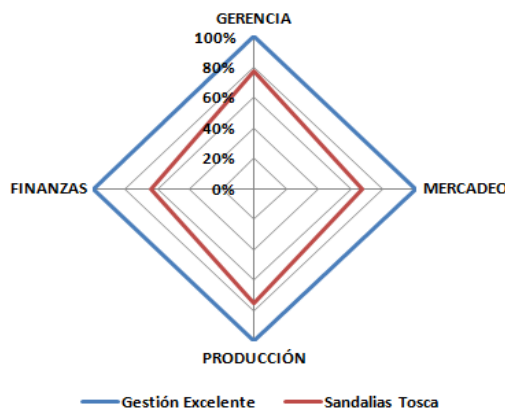 GERENCIA
100%
80%
60%
40%
20%
FINANZAS
0%
MERCADEO
PRODUCCIÓN
Gestión Excelente
Sandalias Tosca